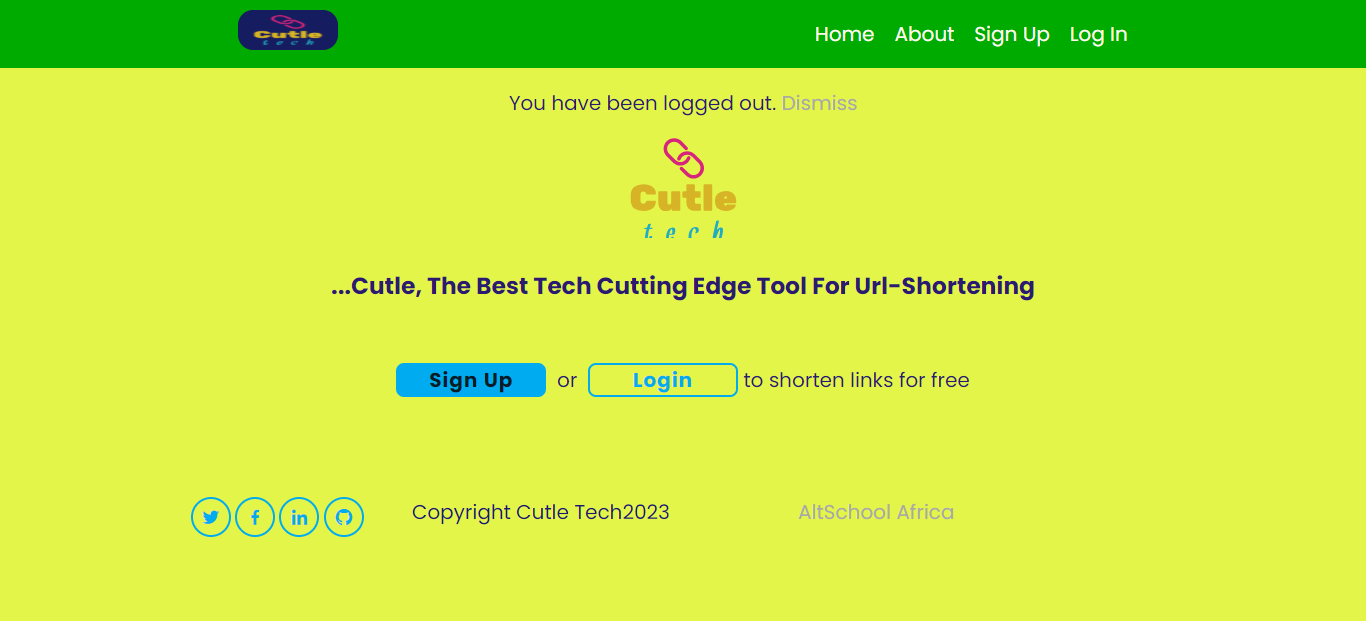 Cutle
tech
Home About Sign Up Log In
You have been logged out. Dismiss
Cutle
tech
...Cutle, The Best Tech Cutting Edge Tool For Url-Shortening
Sign Up or Login to shorten links for free
Copyright Cutle Tech2023 AltSchool Africa